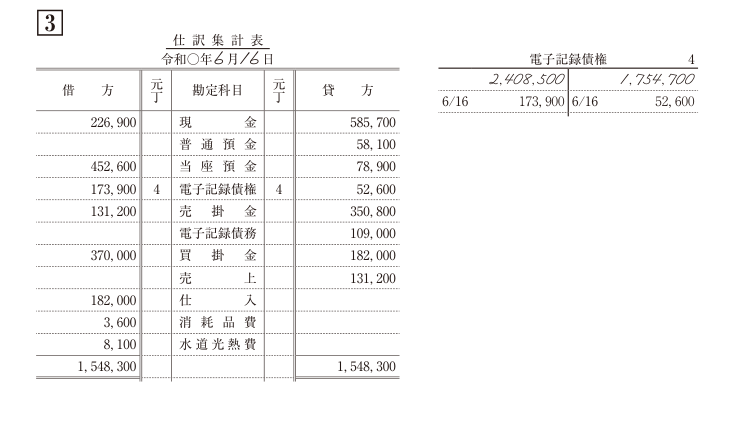 3
仕訳集計表
令和○年6月16日
借方 元丁 勘定科目 元丁 貸方
226,900 現金 585,700
普通預金 58,100
452,600 当座預金 78,900
173,900 4 電子記録債権 4 52,600
131,200 売掛金 350,800
電子記録債務 109,000
370,000 買掛金 182,000
売上 131,200
182,000 仕入
3,600 消耗品費
8,100 水道光熱費
1,548,300 1,548,300
電子記録債権 4
2,408,500 1,754,700
6/16 173,900 6/16 52,600